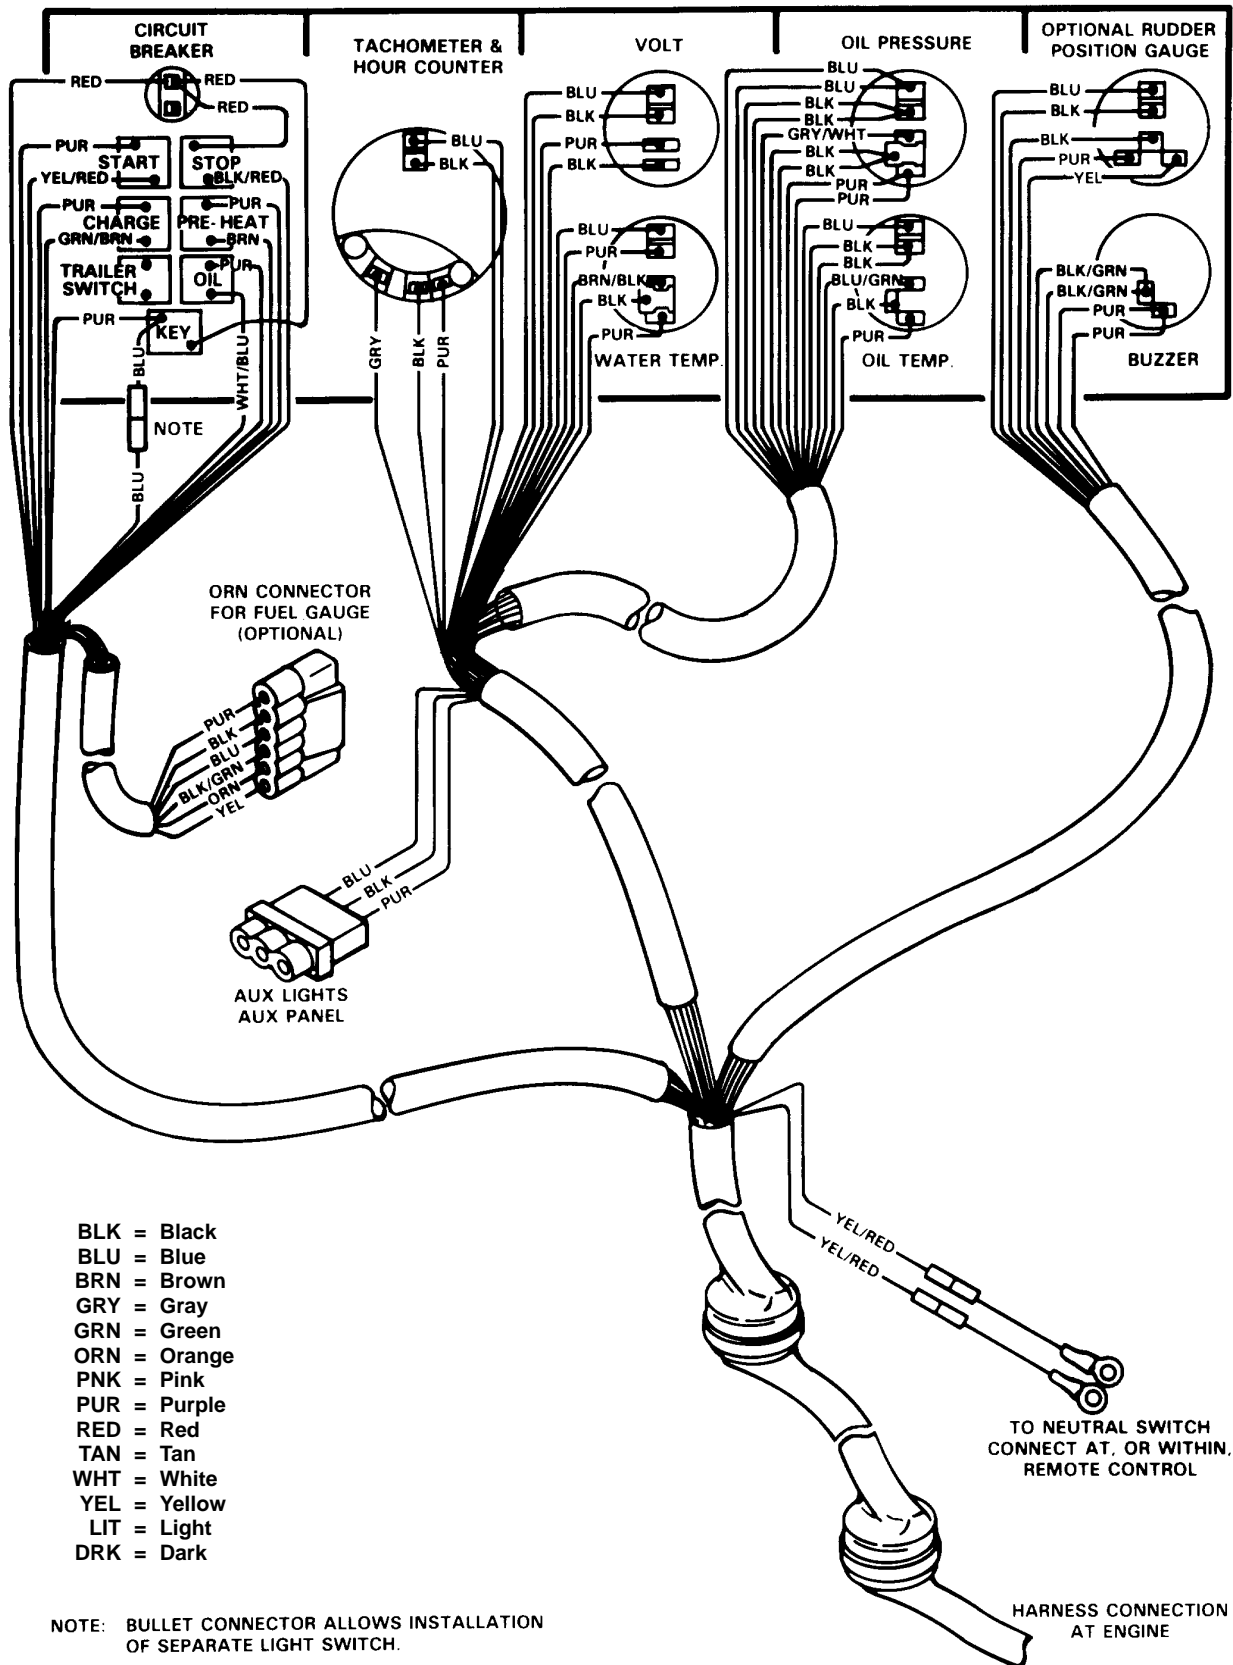 CIRCUIT
BREAKER
TACHOMETER &
HOUR COUNTER
VOLT
OIL PRESSURE
OPTIONAL RUDDER
POSITION GAUGE
RED
RED
RED
PUR
START
STOP
YEL/RED
BLK/RED
PUR
PUR
CHARGE
PRE-HEAT
GRN/BRN
BRN
TRAILER
SWITCH
PUR
OIL
PUR
KEY
BLU
WHT/BLU
NOTE
BLU
BLU
BLK
GRY
BLK
PUR
BLU
BLK
PUR
BLK
BLU
PUR
BRN/BLK
BLK
PUR
WATER TEMP.
BLU
BLU
BLK
BLK
GRY/WHT
BLK
BLK
PUR
PUR
BLU
BLK
BLK
BLU/GRN
BLK
PUR
OIL TEMP.
BLU
BLK
BLK
PUR
YEL
BLK/GRN
BLK/GRN
PUR
PUR
BUZZER
ORN CONNECTOR
FOR FUEL GAUGE
(OPTIONAL)
PUR
BLK
BLU
BLK/GRN
ORN
YEL
BLU
BLK
PUR
AUX LIGHTS
AUX PANEL
YEL/RED
YEL/RED
TO NEUTRAL SWITCH
CONNECT AT, OR WITHIN,
REMOTE CONTROL
BLK = Black
BLU = Blue
BRN = Brown
GRY = Gray
GRN = Green
ORN = Orange
PNK = Pink
PUR = Purple
RED = Red
TAN = Tan
WHT = White
YEL = Yellow
LIT = Light
DRK = Dark
HARNESS CONNECTION
AT ENGINE
NOTE: BULLET CONNECTOR ALLOWS INSTALLATION
OF SEPARATE LIGHT SWITCH.